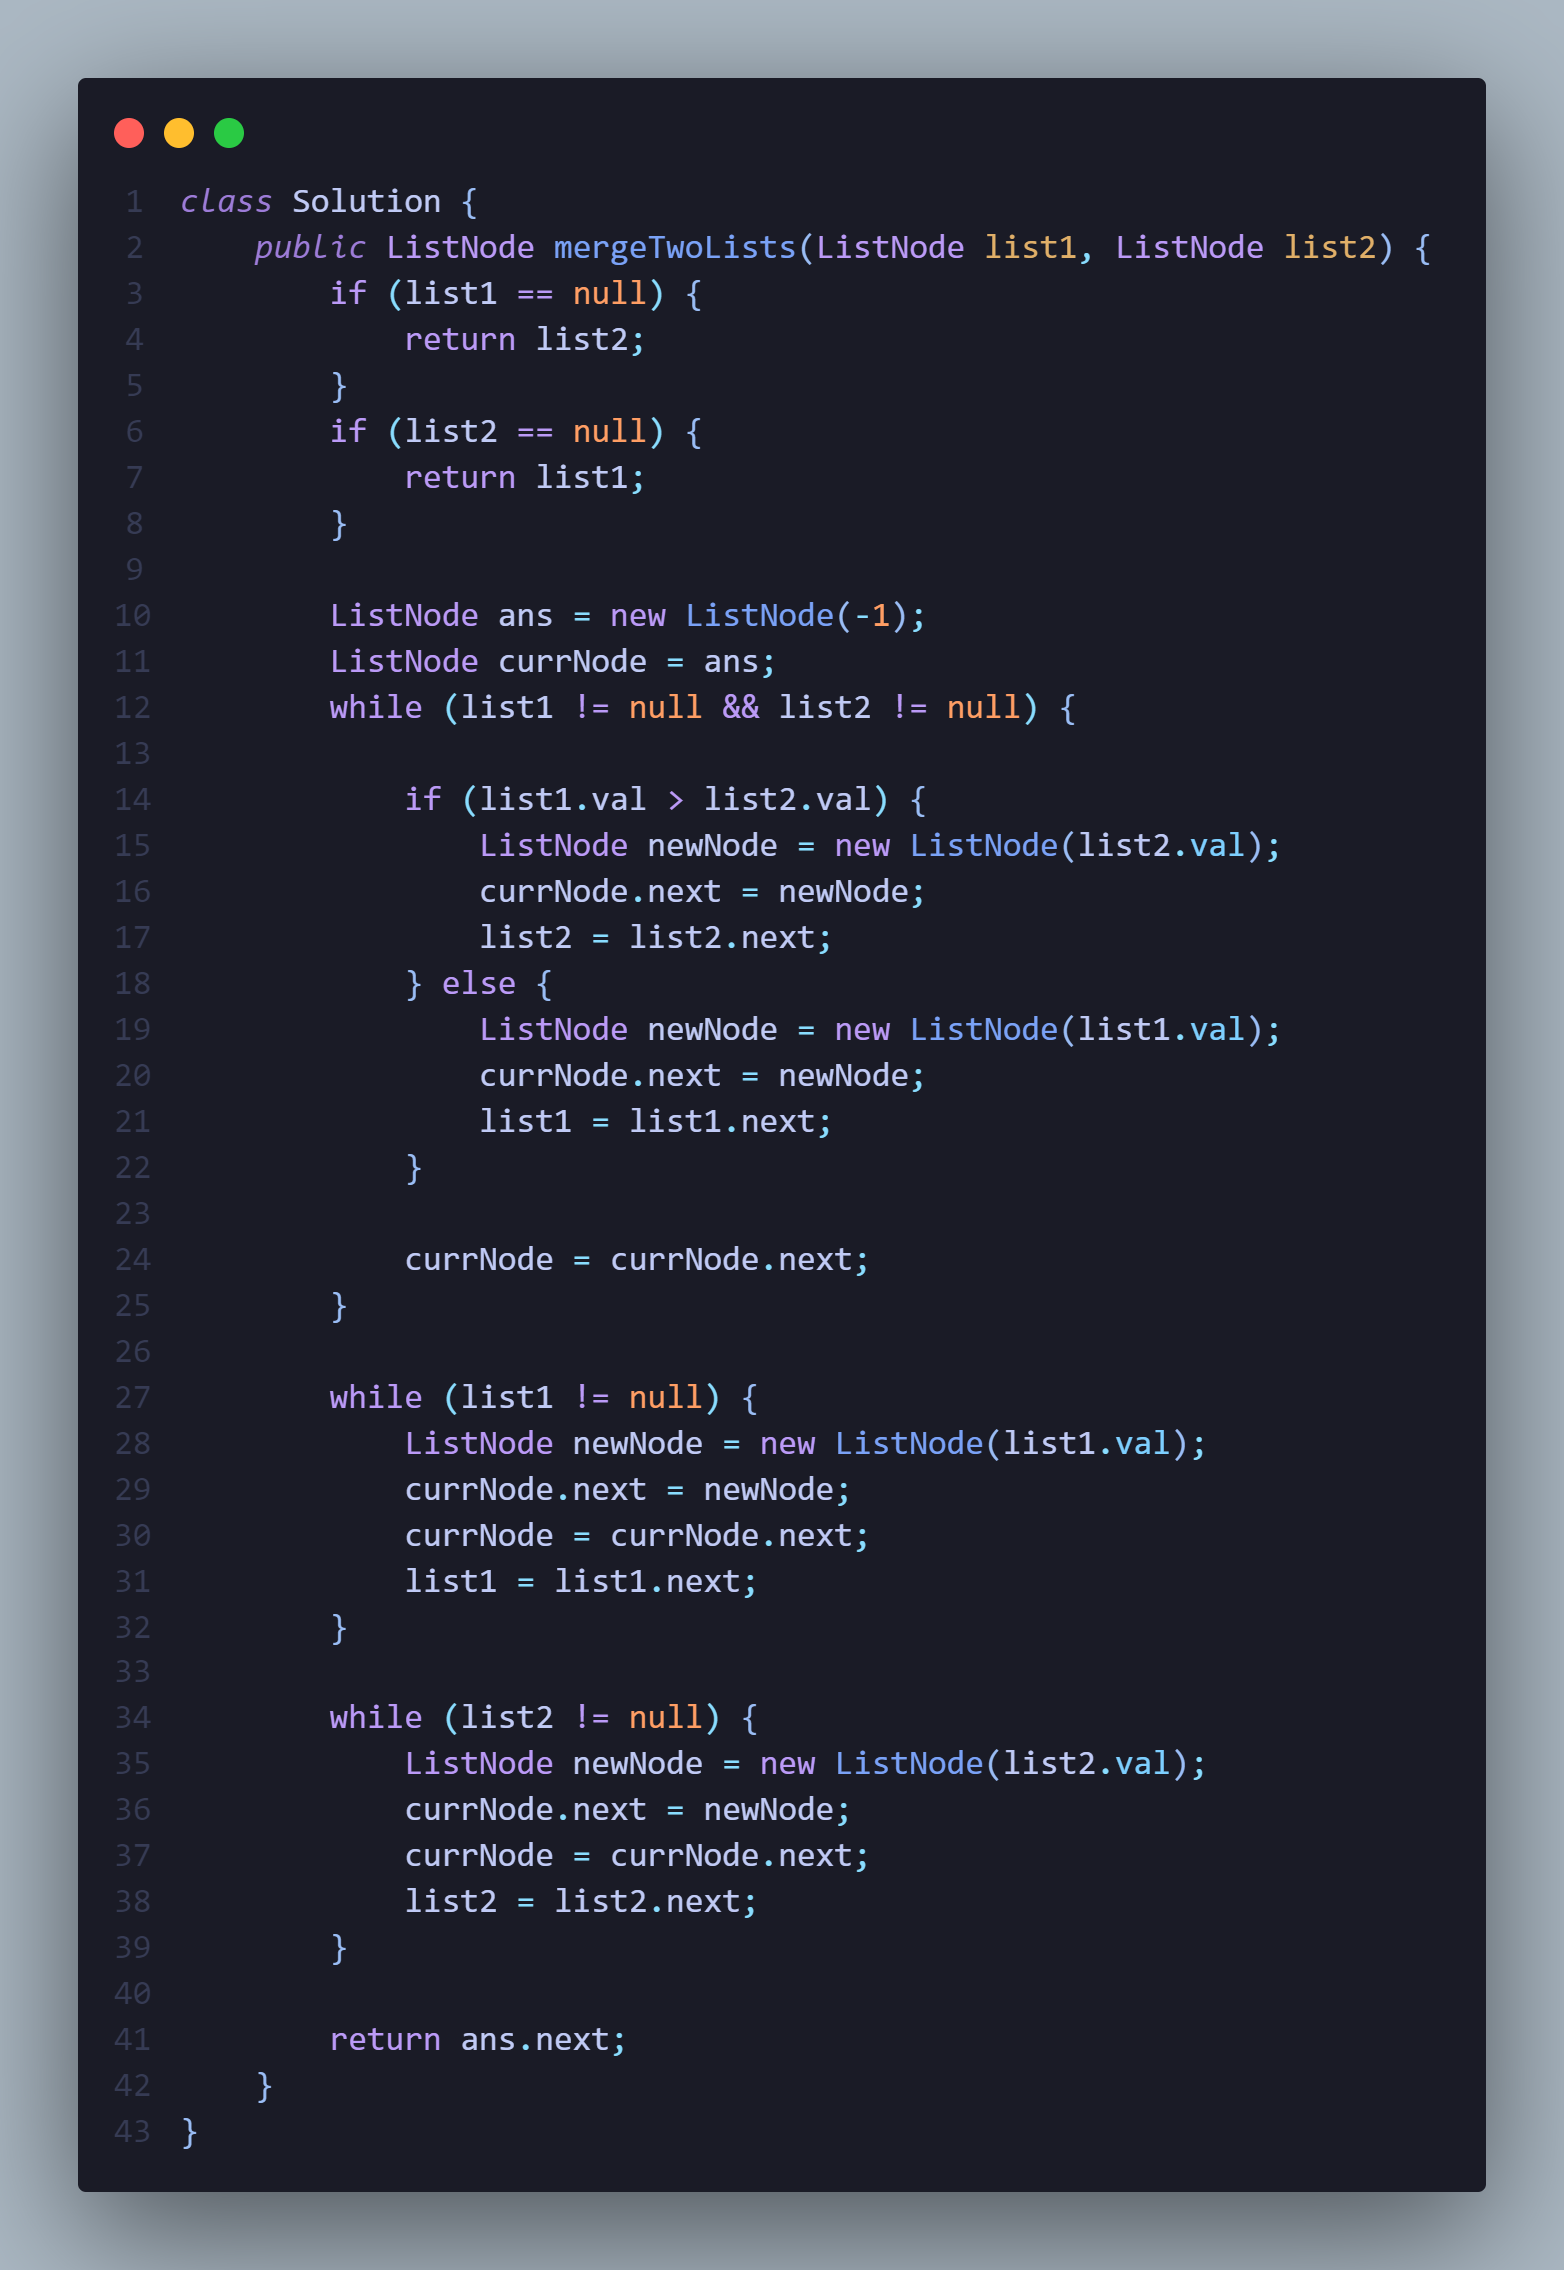 1 class Solution {
2     public ListNode mergeTwoLists(ListNode list1, ListNode list2) {
3         if (list1 == null) {
4             return list2;
5         }
6         if (list2 == null) {
7             return list1;
8         }
9
10         ListNode ans = new ListNode(-1);
11         ListNode currNode = ans;
12         while (list1 != null && list2 != null) {
13
14             if (list1.val > list2.val) {
15                 ListNode newNode = new ListNode(list2.val);
16                 currNode.next = newNode;
17                 list2 = list2.next;
18             } else {
19                 ListNode newNode = new ListNode(list1.val);
20                 currNode.next = newNode;
21                 list1 = list1.next;
22             }
23
24             currNode = currNode.next;
25         }
26
27         while (list1 != null) {
28             ListNode newNode = new ListNode(list1.val);
29             currNode.next = newNode;
30             currNode = currNode.next;
31             list1 = list1.next;
32         }
33
34         while (list2 != null) {
35             ListNode newNode = new ListNode(list2.val);
36             currNode.next = newNode;
37             currNode = currNode.next;
38             list2 = list2.next;
39         }
40
41         return ans.next;
42     }
43 }